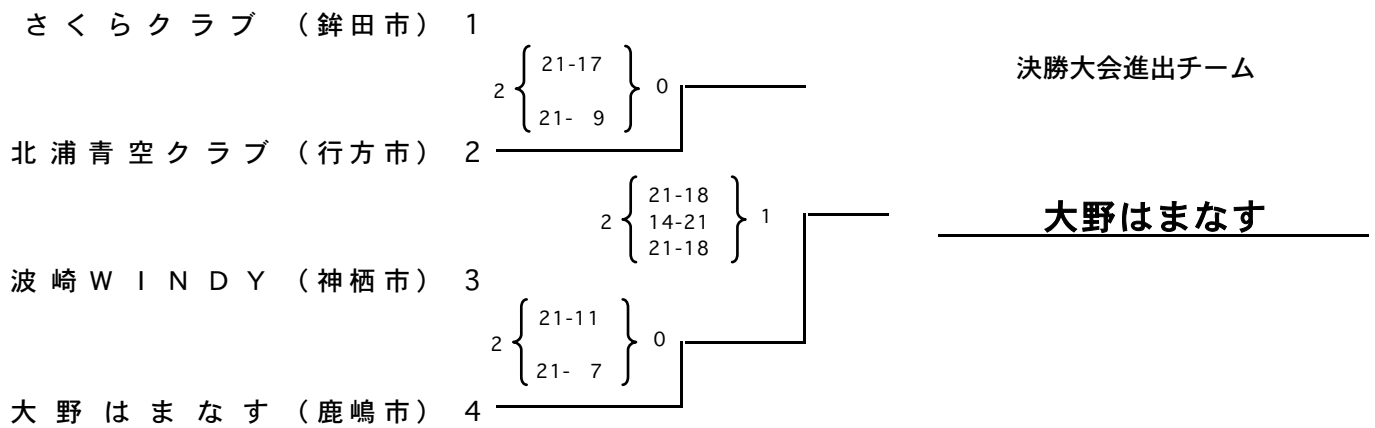 さくらクラブ （鉾田市） 1
21-17
決勝大会進出チーム
2 0
21- 9
北浦青空クラブ （行方市） 2
21-18
2 14-21 1
大野はまなす
21-18
波崎ＷＩＮＤＹ （神栖市） 3
21-11
2 0
21- 7
大野はまなす （鹿嶋市） 4